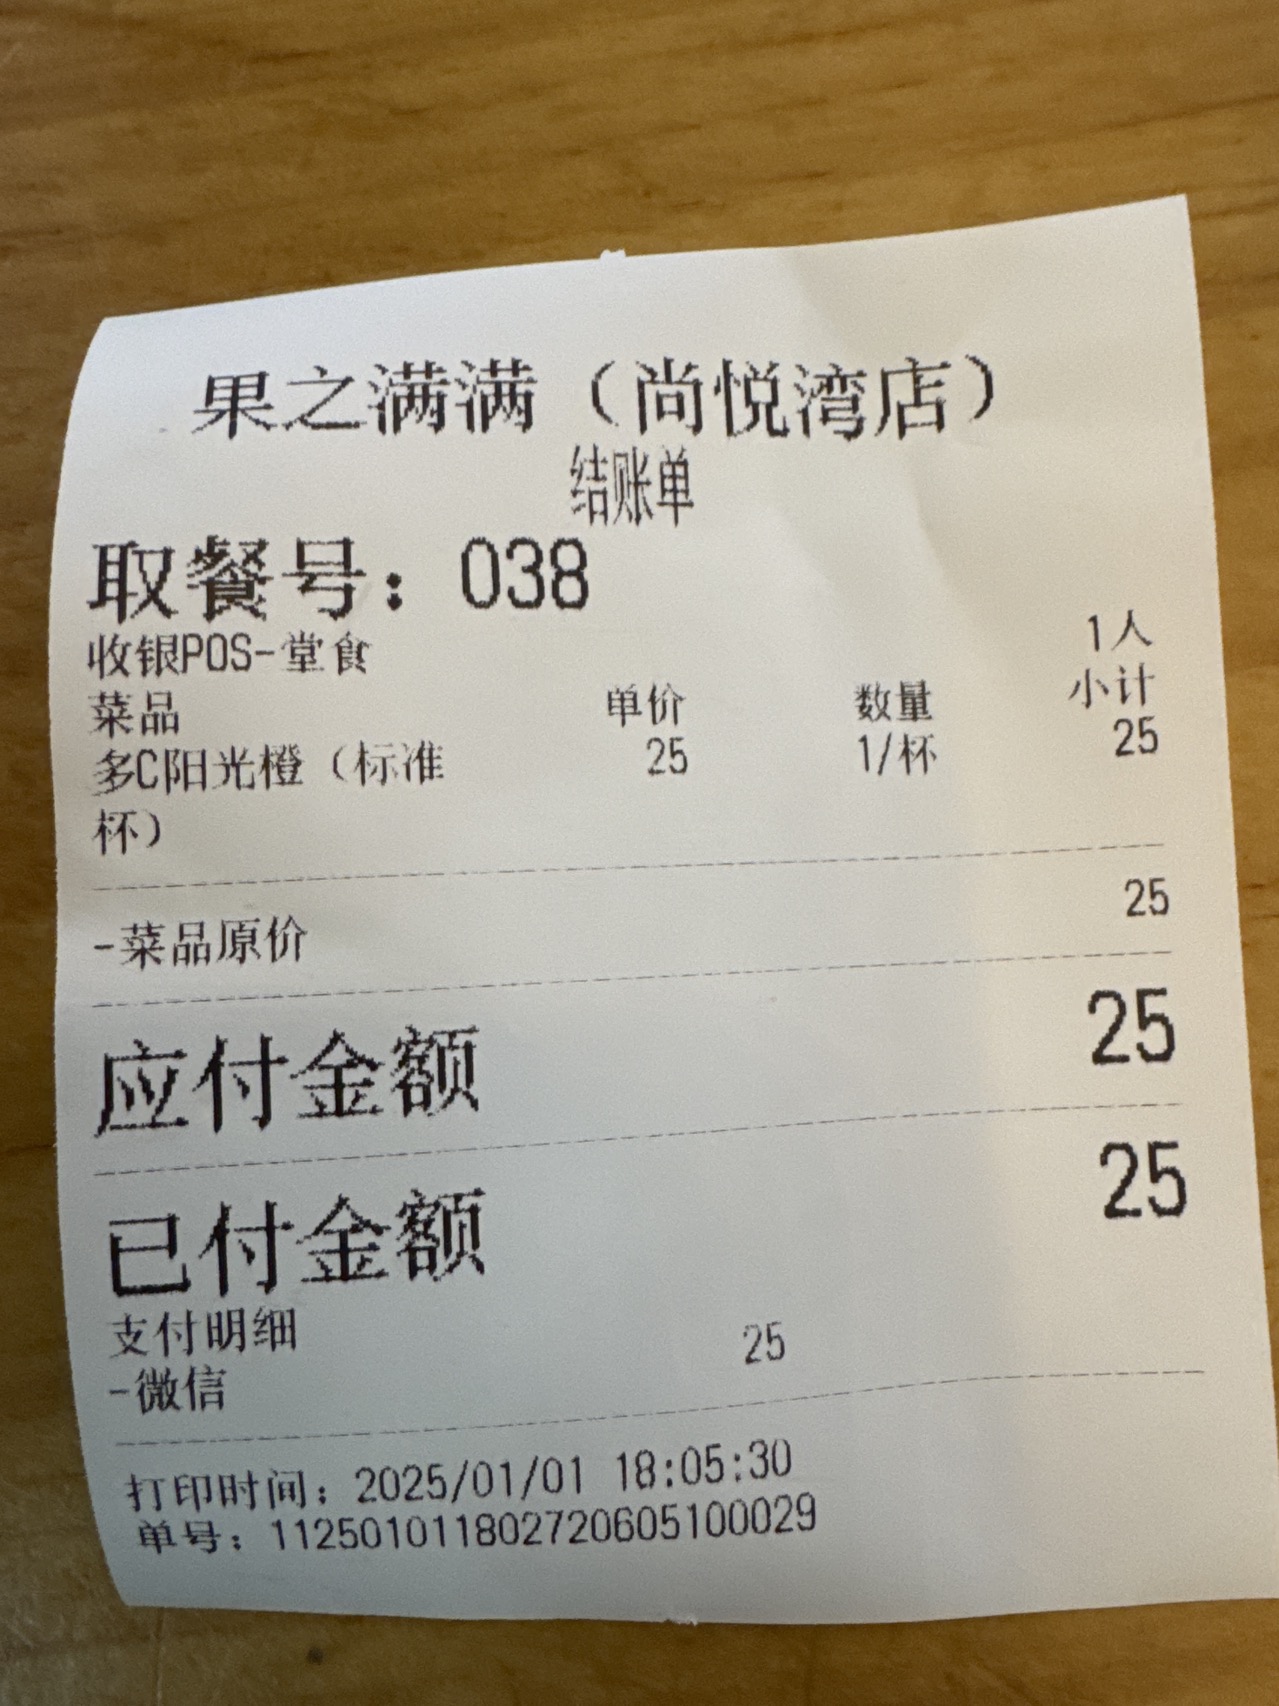 果之满满（尚悦湾店）
结账单
取餐号：038
收银POS-堂食 1人
菜品 单价 数量 小计
多C阳光橙（标准 25 1/杯 25
杯）
-菜品原价 25
应付金额 25
已付金额 25
支付明细
-微信 25
打印时间：2025/01/01 18:05:30
单号：112501011802720605100029